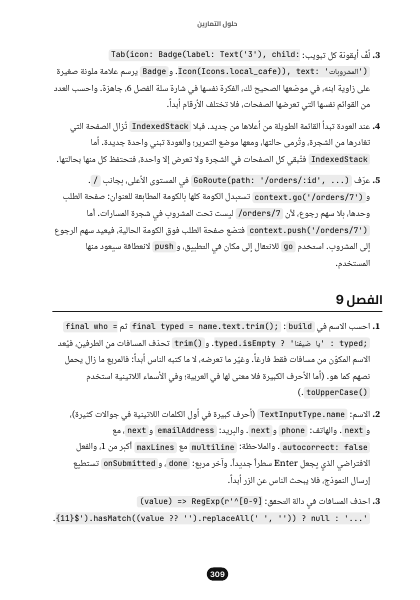 حلول التمارين
3. لُفّ أيقونة كل تبويب: Tab(icon: Badge(label: Text('3'), child:
Icon(Icons.local_cafe)), text: 'المشروبات'). و Badge يرسم علامة ملونة صغيرة
على زاوية ابنه، في موضعها الصحيح لك، الفكرة نفسها في شارة سلة الفصل 6، جاهزة. واحسب العدد
من القوائم نفسها التي تعرضها الصفحات، فلا تختلف الأرقام أبداً.
4. عند العودة تبدأ القائمة الطويلة من أعلاها من جديد. فبلا IndexedStack تُزال الصفحة التي
تغادرها من الشجرة، وتُرمى حالتها، ومعها موضع التمرير؛ والعودة تبني واحدة جديدة. أما
IndexedStack فتُبقي كل الصفحات في الشجرة ولا تعرض إلا واحدة، فتحتفظ كل منها بحالتها.
5. عرّف GoRoute(path: '/orders/:id', ...) في المستوى الأعلى، بجانب / .
و context.go('/orders/7') تستبدل الكومة كلها بالكومة المطابقة للعنوان: صفحة الطلب
وحدها، بلا سهم رجوع، لأن /orders/7 ليست تحت المشروب في شجرة المسارات. أما
context.push('/orders/7') فتضع صفحة الطلب فوق الكومة الحالية، فيعيد سهم الرجوع
إلى المشروب. استخدم go للانتقال إلى مكان في التطبيق، و push لانعطافة سيعود منها
المستخدم.
الفصل 9
1. احسب الاسم في build : final typed = name.text.trim(); ثم final who =
typed.isEmpty ? 'يا ضيفنا' : typed; . و trim() تحذف المسافات من الطرفين، فيُعد
الاسم المكوّن من مسافات فقط فارغاً. وغيّر ما تعرضه، لا ما كتبه الناس أبداً: فالمربع ما زال يحمل
نصهم كما هو. (أما الأحرف الكبيرة فلا معنى لها في العربية؛ وفي الأسماء اللاتينية استخدم
toUpperCase() .)
2. الاسم: TextInputType.name (أحرف كبيرة في أول الكلمات اللاتينية في جوالات كثيرة)،
و next . والهاتف: phone و next . والبريد: emailAddress و next ، مع
autocorrect: false . والملاحظة: multiline مع maxLines أكبر من 1، والفعل
الافتراضي الذي يجعل Enter سطراً جديداً. وآخر مربع: done ، و onSubmitted تستطيع
إرسال النموذج، فلا يبحث الناس عن الزر أبداً.
3. احذف المسافات في دالة التحقق: (value) => RegExp(r'^[0-9]
{11}$').hasMatch((value ?? '').replaceAll(' ', '')) ? null : '...' .
309